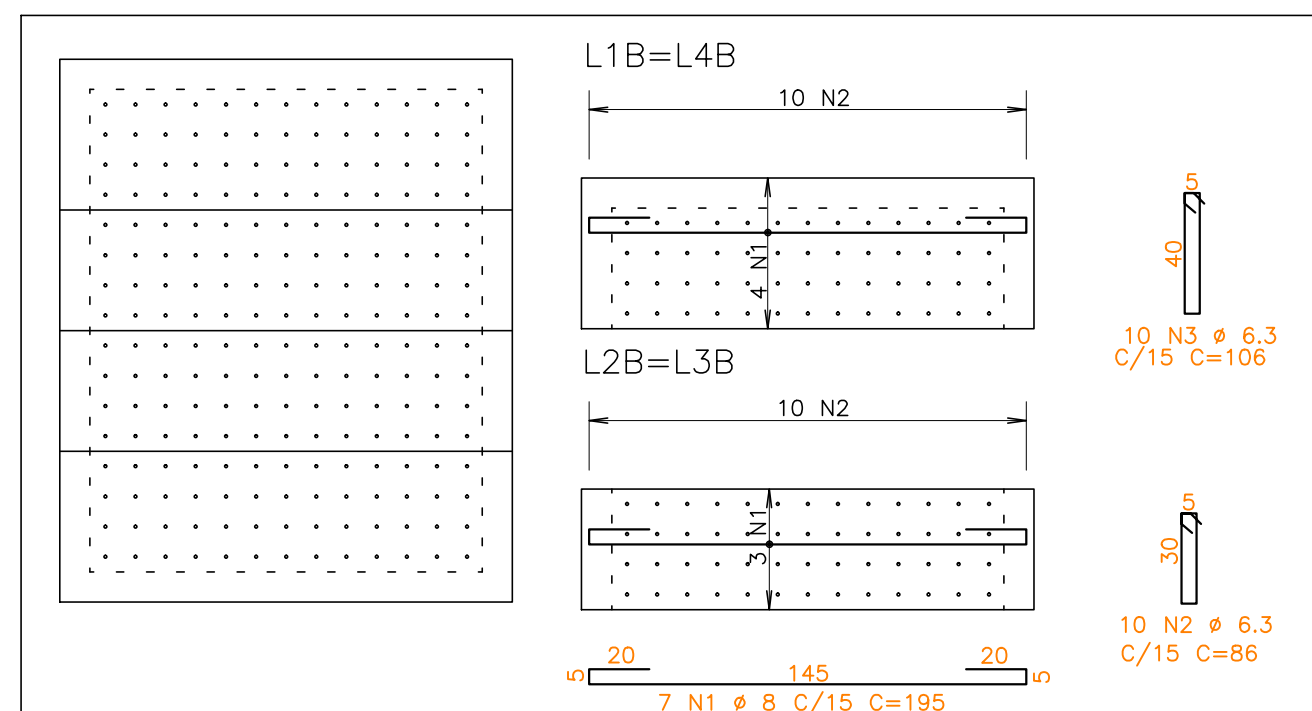 L1B=L4B
10 N2
4 N1
5
40
10 N3 ø 6.3
C/15 C=106
L2B=L3B
10 N2
3 N1
5
30
10 N2 ø 6.3
C/15 C=86
5
20
145
20
5
7 N1 ø 8 C/15 C=195